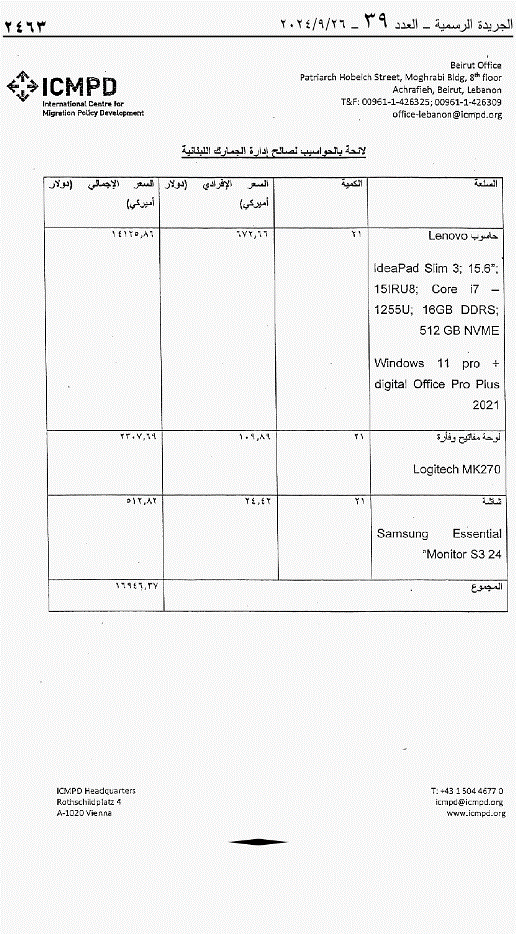 الجريدة الرسمية – العدد ٣٩ – ٢٠٢٤/٩/٢٦
٢٤٦٣
ICMPD
International Centre for
Migration Policy Development
Beirut Office
Patriarch Hobeich Street, Moghrabi Bldg, 8th floor
Achrafieh, Beirut, Lebanon
T&F: 00961-1-426325; 00961-1-426309
office-lebanon@icmpd.org
لائحة بالحواسيب لصالح إدارة الجمارك اللبنانية
السلعة
الكمية
السعر الإفرادي (دولار
أميركي)
السعر الإجمالي (دولار
أميركي)
حاسوب Lenovo
IdeaPad Slim 3; 15.6”;
15IRU8; Core i7 –
1255U; 16GB DDRS;
512 GB NVME
Windows 11 pro +
digital Office Pro Plus
2021
٢١
٦٧٢,٦٦
١٤١٢٥,٨٦
لوحة مفاتيح وفأرة
Logitech MK270
٢١
١٠٩,٨٩
٢٣٠٧,٦٩
شاشة
Samsung Essential
Monitor S3 24”
٢١
٢٤,٤٢
٥١٢,٨٢
المجموع
١٦٩٤٦,٣٧
ICMPD Headquarters
Rothschildplatz 4
A-1020 Vienna
T: +43 1 504 4677 0
icmpd@icmpd.org
www.icmpd.org